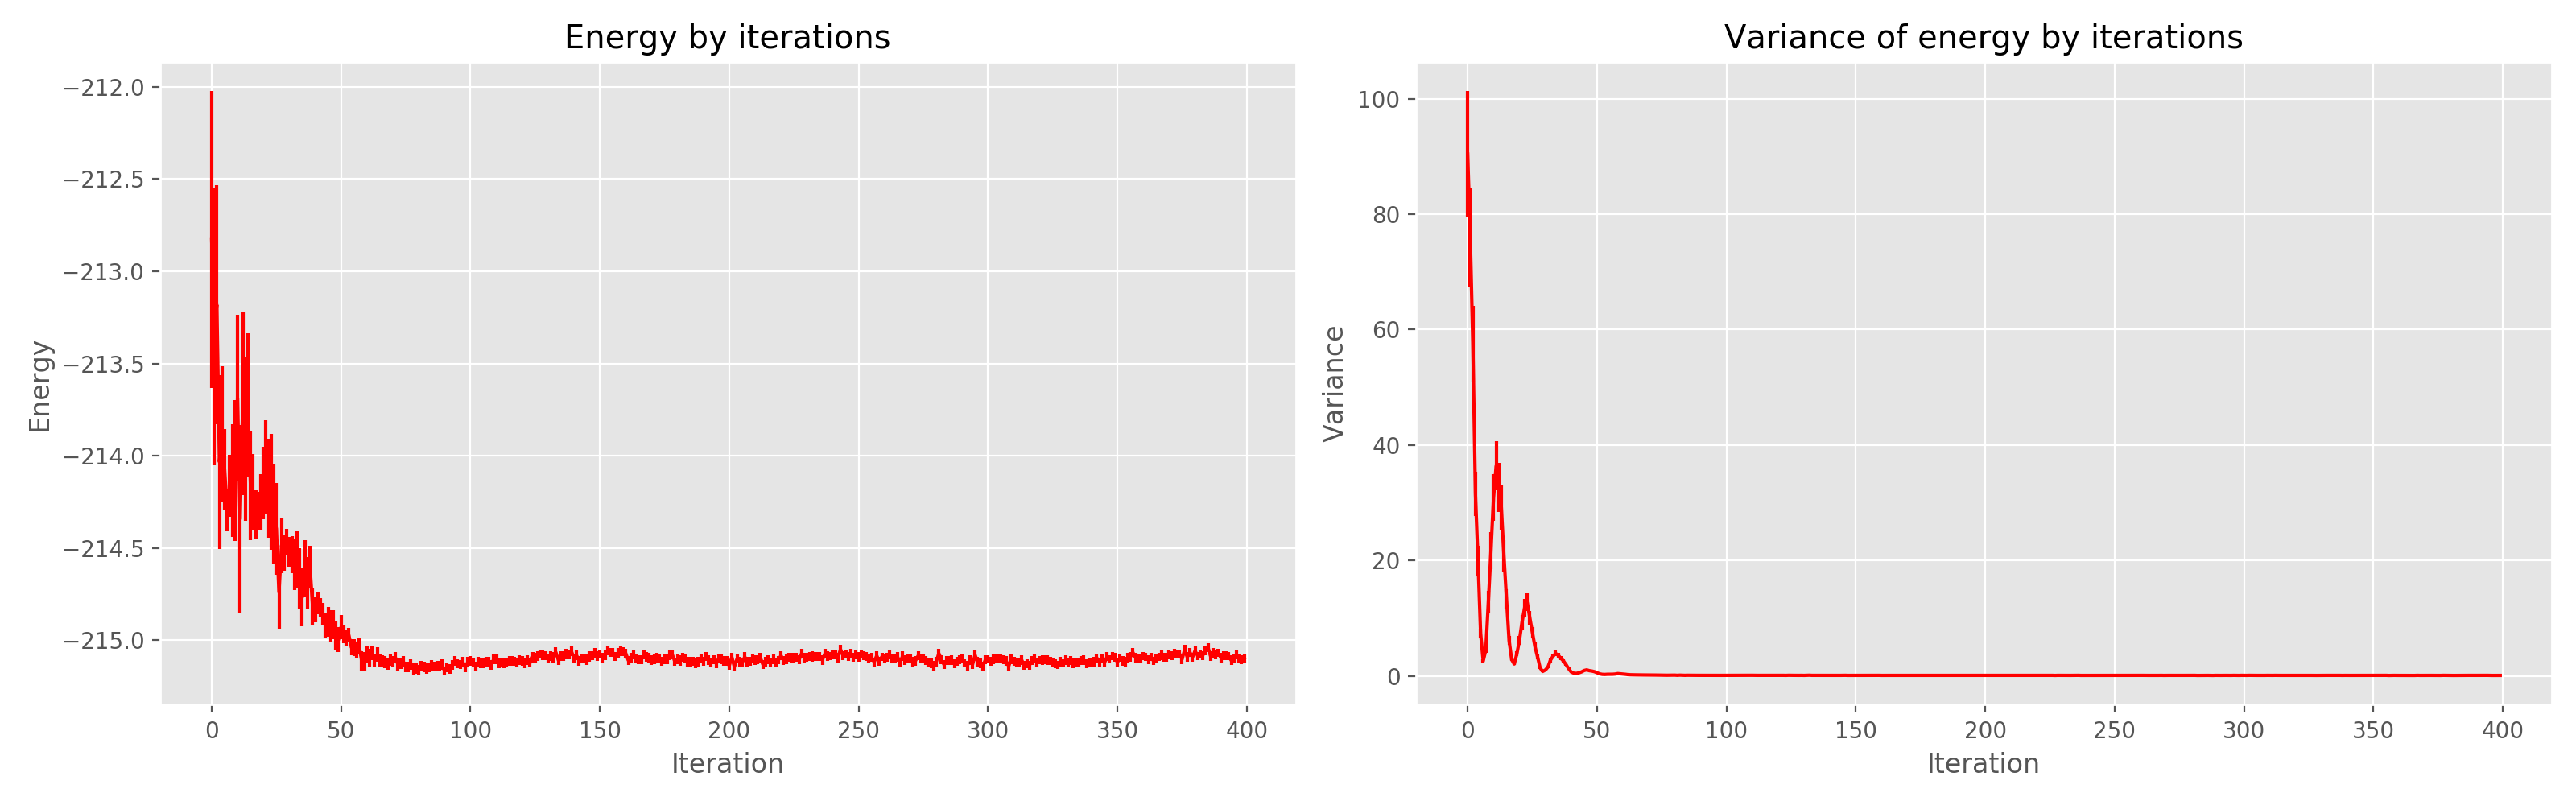 Energy by iterations
−212.0
−212.5
−213.0
−213.5
−214.0
−214.5
−215.0
Energy
0 50 100 150 200 250 300 350 400
Iteration
Variance of energy by iterations
100
80
60
40
20
0
Variance
0 50 100 150 200 250 300 350 400
Iteration